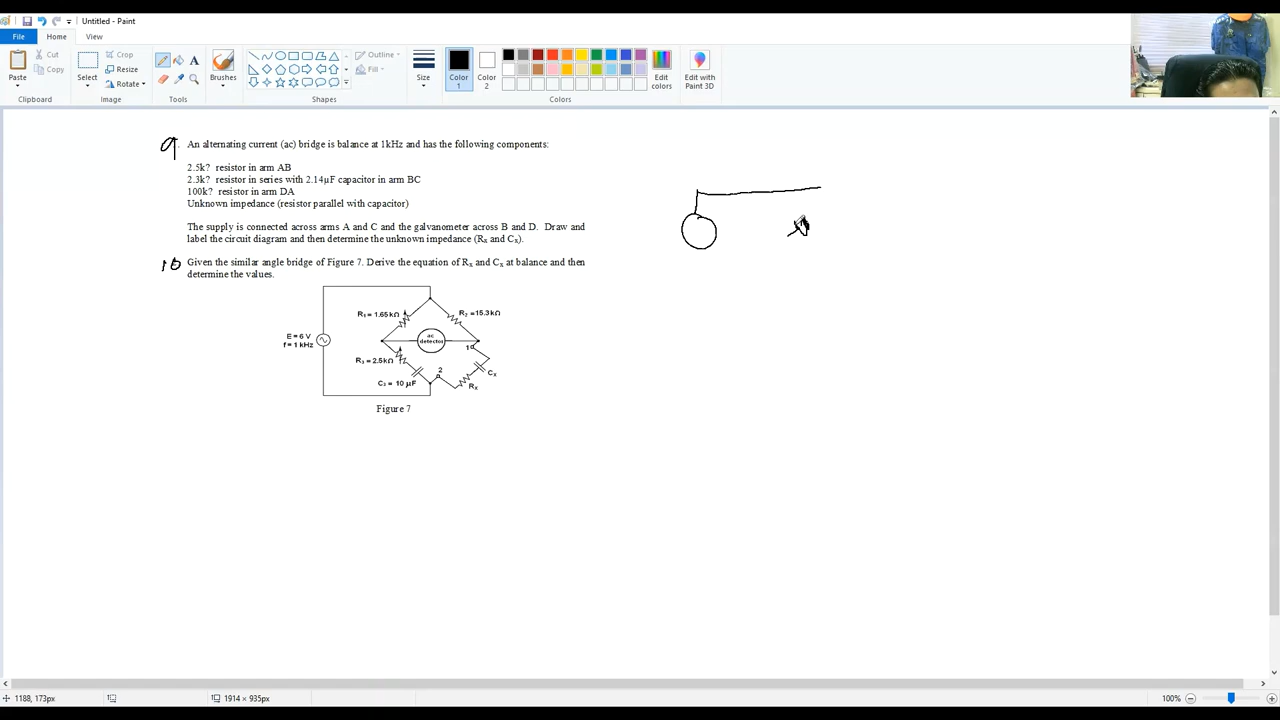 Untitled - Paint
File Home View
Paste
Cut
Copy
Clipboard
Select
Crop
Resize
Rotate
Image
Tools
Brushes
Shapes
Outline
Fill
Size
Color 1
Color 2
Edit colors
Colors
Edit with Paint 3D
9. An alternating current (ac) bridge is balance at 1kHz and has the following components:
2.5k? resistor in arm AB
2.3k? resistor in series with 2.14µF capacitor in arm BC
100k? resistor in arm DA
Unknown impedance (resistor parallel with capacitor)
The supply is connected across arms A and C and the galvanometer across B and D. Draw and
label the circuit diagram and then determine the unknown impedance (Rx and Cx).
10 Given the similar angle bridge of Figure 7. Derive the equation of Rx and Cx at balance and then
determine the values.
R1 = 1.65kΩ
R2 =15.3kΩ
E = 6 V
f = 1 kHz
ac
detector
1
R3 = 2.5kΩ
2
Cx
C3 = 10 µF
Rx
Figure 7
1188, 173px
1914 × 935px
100%